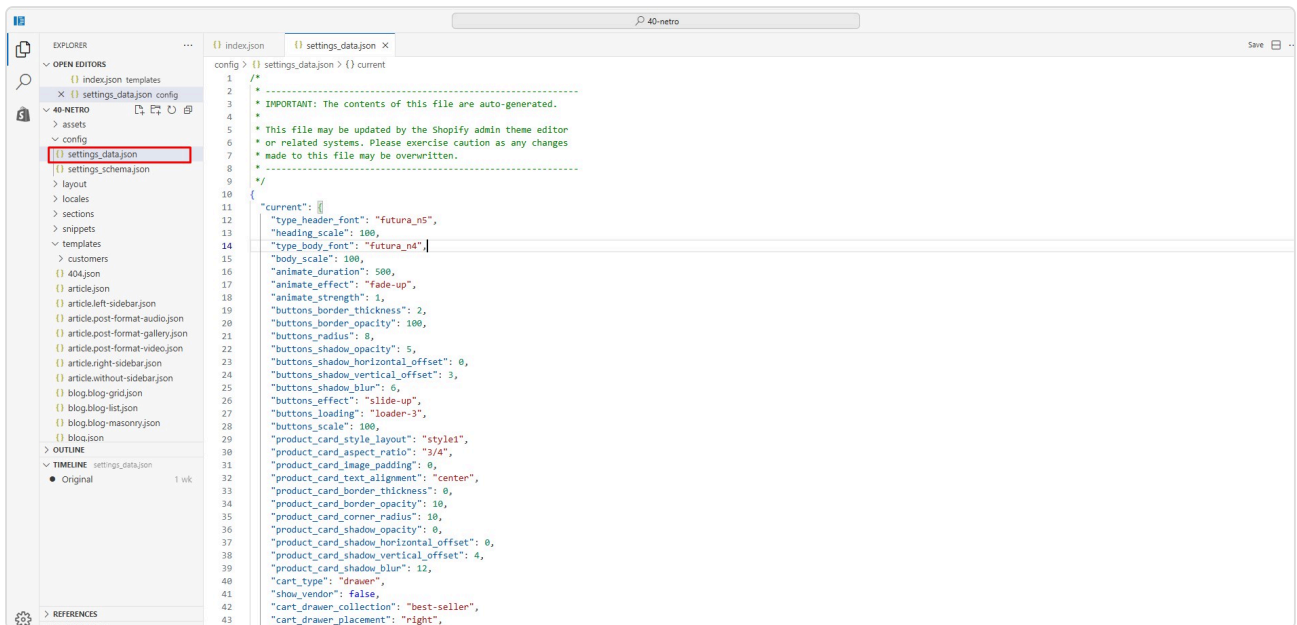 40-netro
EXPLORER
OPEN EDITORS
{} index.json templates
{} settings_data.json config
40-NETRO
> assets
config
{} settings_data.json
{} settings_schema.json
> layout
> locales
> sections
> snippets
templates
> customers
{} 404.json
{} article.json
{} article.left-sidebar.json
{} article.post-format-audio.json
{} article.post-format-gallery.json
{} article.post-format-video.json
{} article.right-sidebar.json
{} article.without-sidebar.json
{} blog.blog-grid.json
{} blog.blog-list.json
{} blog.blog-masonry.json
{} blog.json
> OUTLINE
TIMELINE settings_data.json
Original 1 wk
> REFERENCES
{} index.json {} settings_data.json Save
config > {} settings_data.json > {} current
1 /*
2 * ------------------------------------------------------------
3 * IMPORTANT: The contents of this file are auto-generated.
4 *
5 * This file may be updated by the Shopify admin theme editor
6 * or related systems. Please exercise caution as any changes
7 * made to this file may be overwritten.
8 * ------------------------------------------------------------
9 */
10 {
11 "current": {
12 "type_header_font": "futura_n5",
13 "heading_scale": 100,
14 "type_body_font": "futura_n4",
15 "body_scale": 100,
16 "animate_duration": 500,
17 "animate_effect": "fade-up",
18 "animate_strength": 1,
19 "buttons_border_thickness": 2,
20 "buttons_border_opacity": 100,
21 "buttons_radius": 8,
22 "buttons_shadow_opacity": 5,
23 "buttons_shadow_horizontal_offset": 0,
24 "buttons_shadow_vertical_offset": 3,
25 "buttons_shadow_blur": 6,
26 "buttons_effect": "slide-up",
27 "buttons_loading": "loader-3",
28 "buttons_scale": 100,
29 "product_card_style_layout": "style1",
30 "product_card_aspect_ratio": "3/4",
31 "product_card_image_padding": 0,
32 "product_card_text_alignment": "center",
33 "product_card_border_thickness": 0,
34 "product_card_border_opacity": 10,
35 "product_card_corner_radius": 10,
36 "product_card_shadow_opacity": 0,
37 "product_card_shadow_horizontal_offset": 0,
38 "product_card_shadow_vertical_offset": 4,
39 "product_card_shadow_blur": 12,
40 "cart_type": "drawer",
41 "show_vendor": false,
42 "cart_drawer_collection": "best-seller",
43 "cart_drawer_placement": "right",